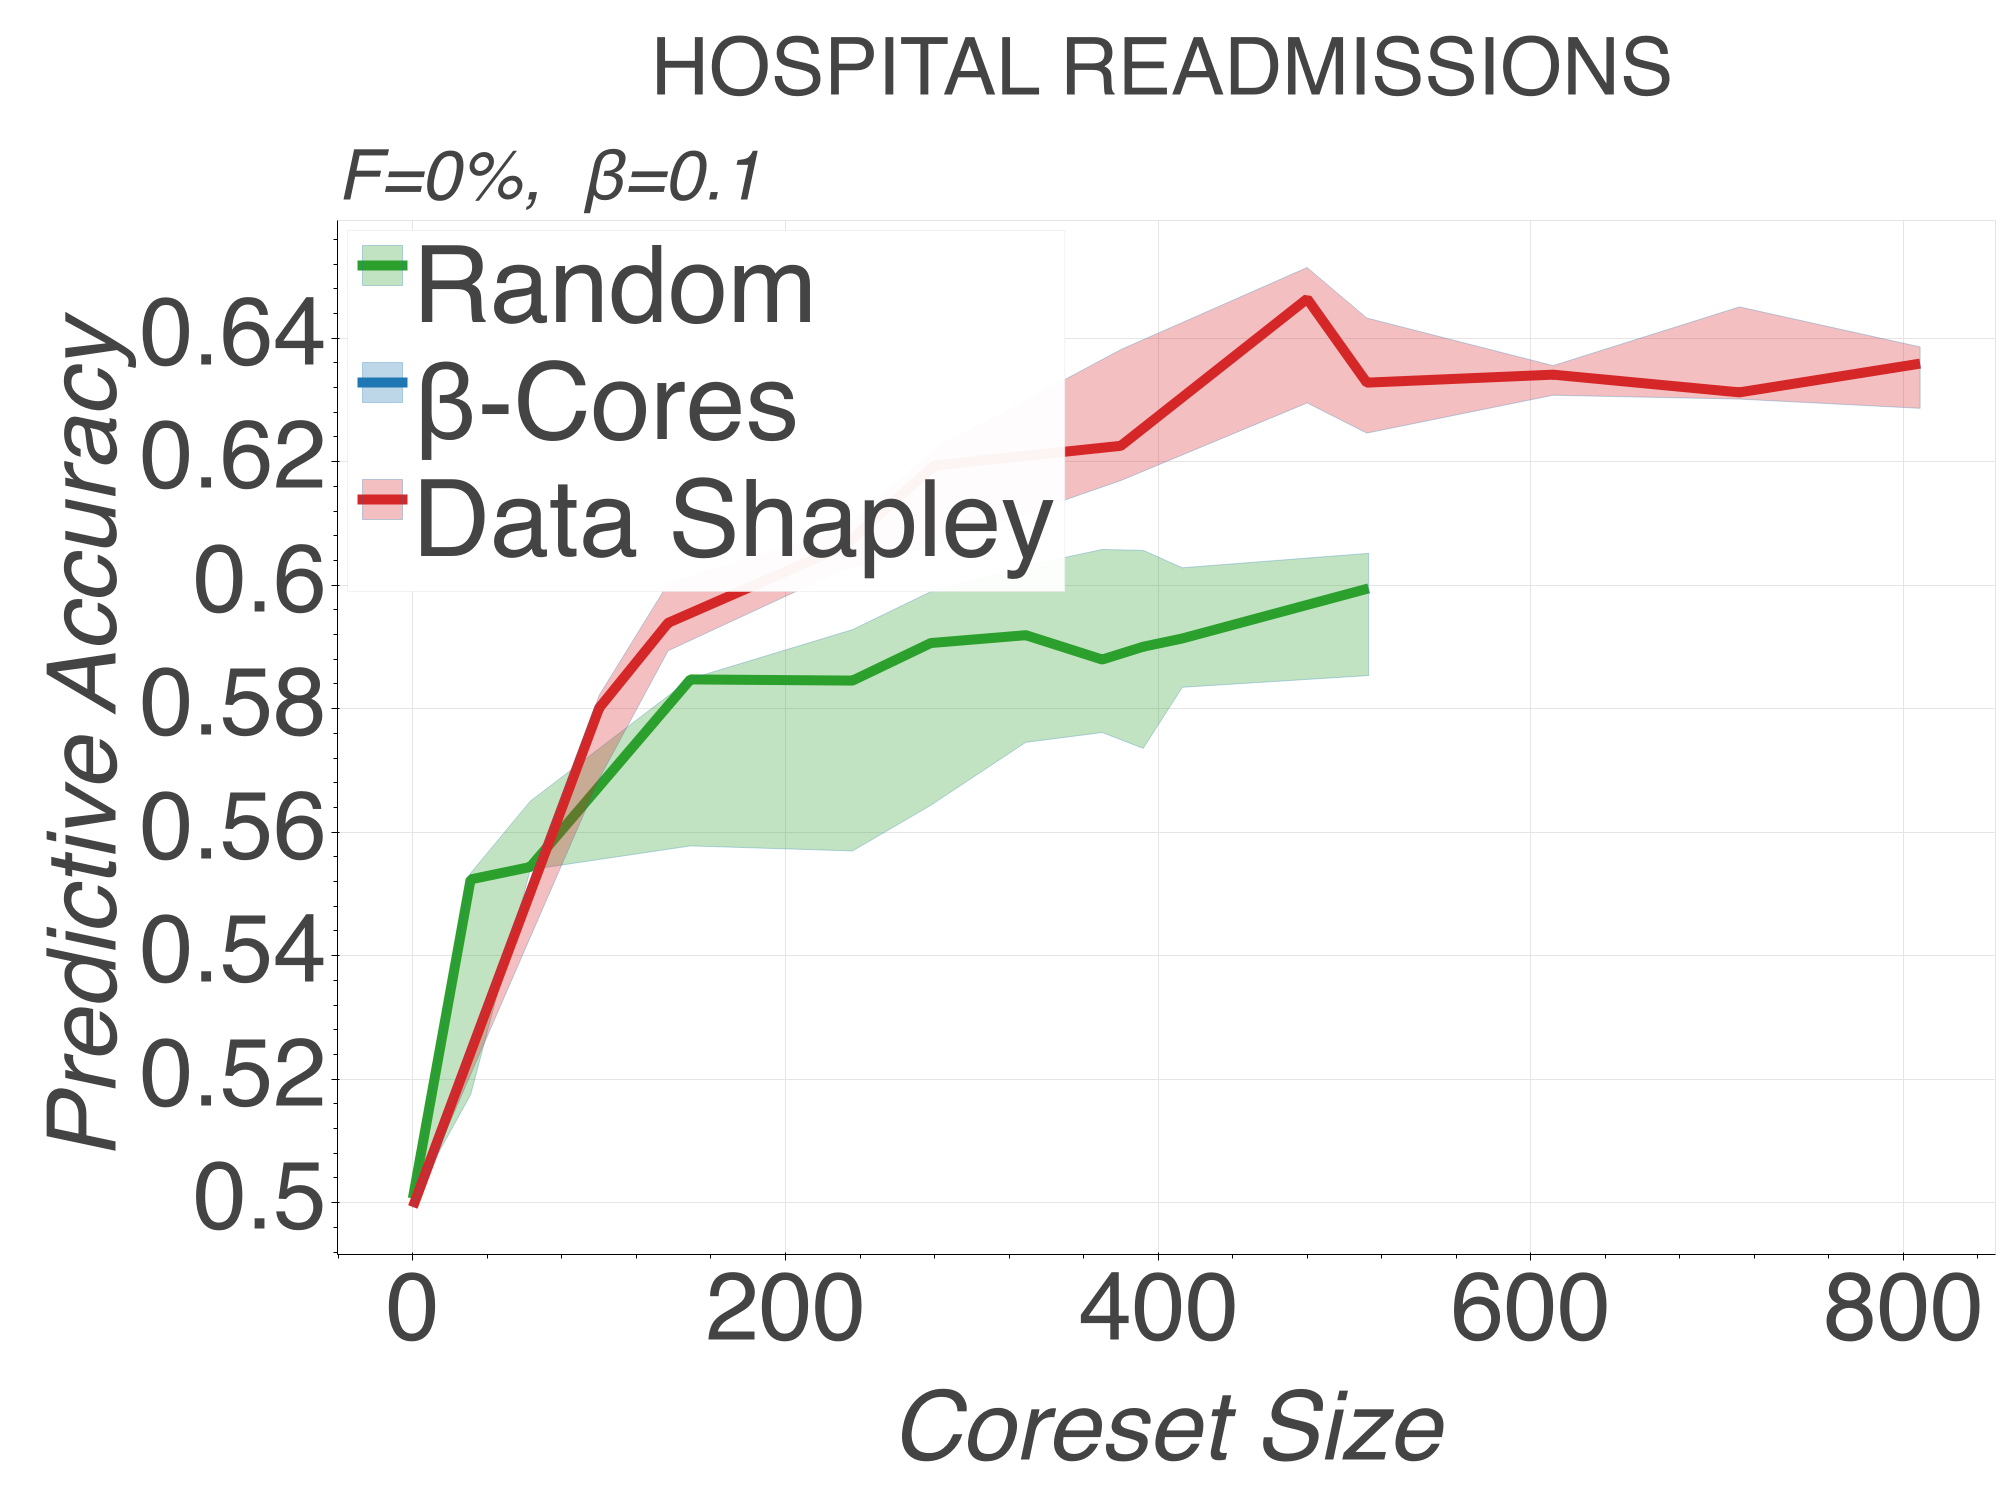 HOSPITAL READMISSIONS
F=0%, β=0.1
Random
β-Cores
Data Shapley
Predictive Accuracy
0.64
0.62
0.6
0.58
0.56
0.54
0.52
0.5
0 200 400 600 800
Coreset Size